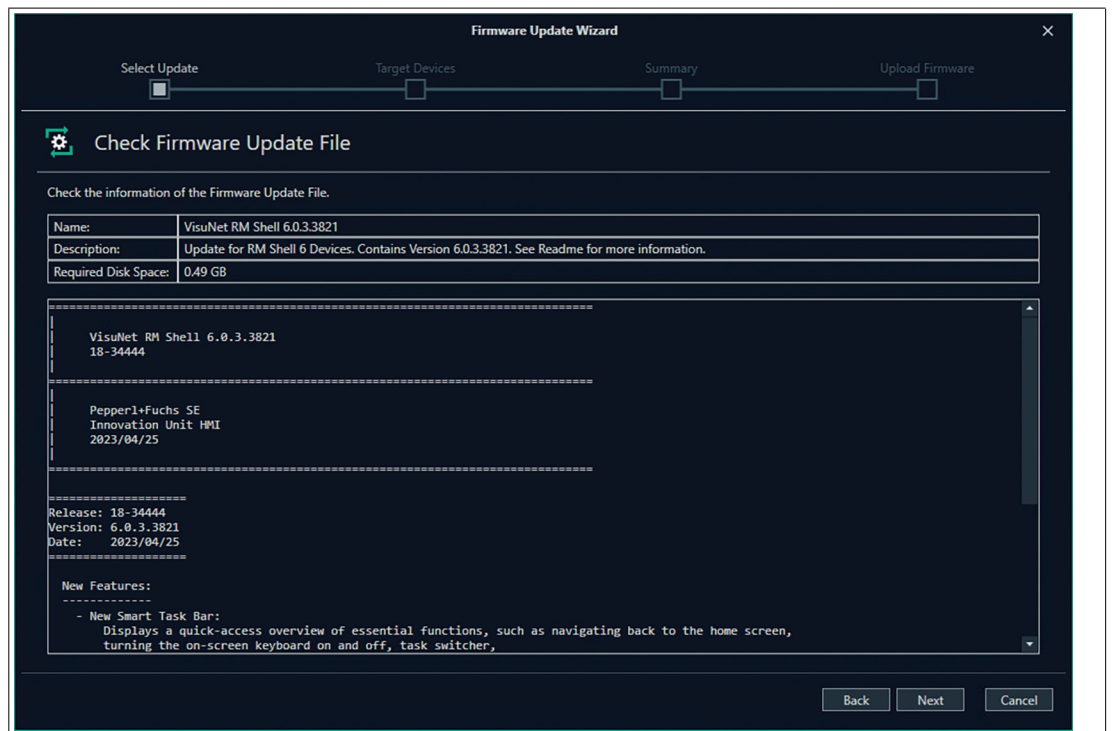 Firmware Update Wizard
Select Update Target Devices Summary Upload Firmware
Check Firmware Update File
Check the information of the Firmware Update File.
Name: VisuNet RM Shell 6.0.3.3821
Description: Update for RM Shell 6 Devices. Contains Version 6.0.3.3821. See Readme for more information.
Required Disk Space: 0.49 GB
===============================================================================
|
| VisuNet RM Shell 6.0.3.3821
| 18-34444
|
===============================================================================
|
| Pepperl+Fuchs SE
| Innovation Unit HMI
| 2023/04/25
|
===============================================================================
====================
Release: 18-34444
Version: 6.0.3.3821
Date: 2023/04/25
====================
New Features:
-------------
- New Smart Task Bar:
Displays a quick-access overview of essential functions, such as navigating back to the home screen,
turning the on-screen keyboard on and off, task switcher,
Back Next Cancel